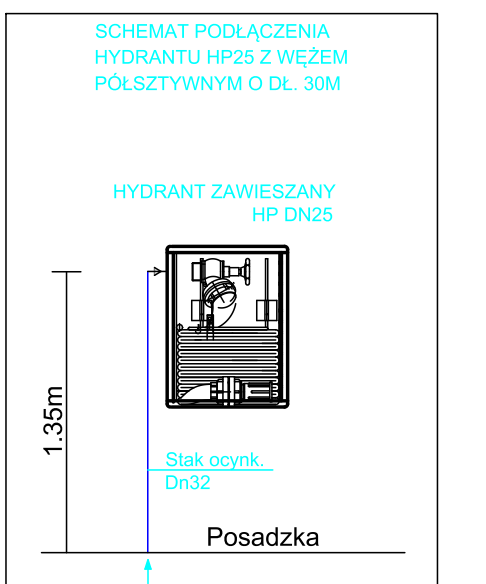 SCHEMAT PODŁĄCZENIA
HYDRANTU HP25 Z WĘŻEM
PÓŁSZTYWNYM O DŁ. 30M
HYDRANT ZAWIESZANY
HP DN25
1.35m
Stak ocynk.
Dn32
Posadzka